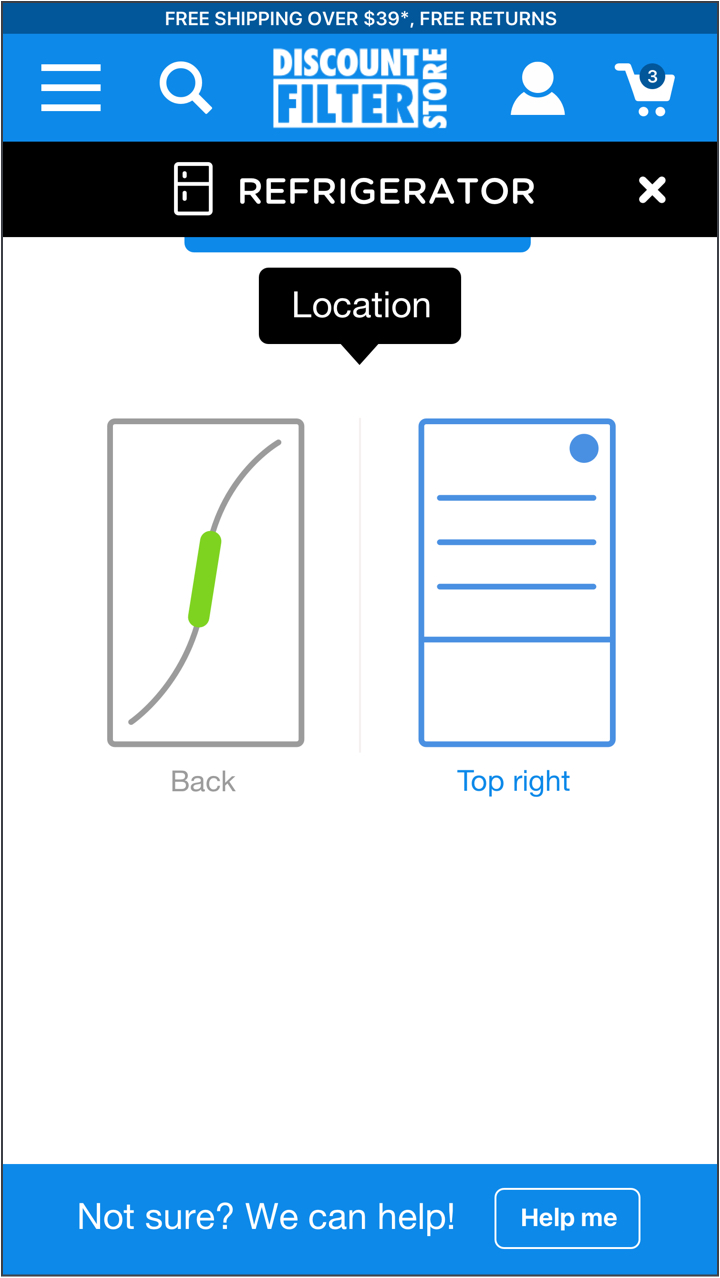 FREE SHIPPING OVER $39*, FREE RETURNS
DISCOUNT
FILTER
STORE
3
REFRIGERATOR
Location
Back
Top right
Not sure? We can help!
Help me